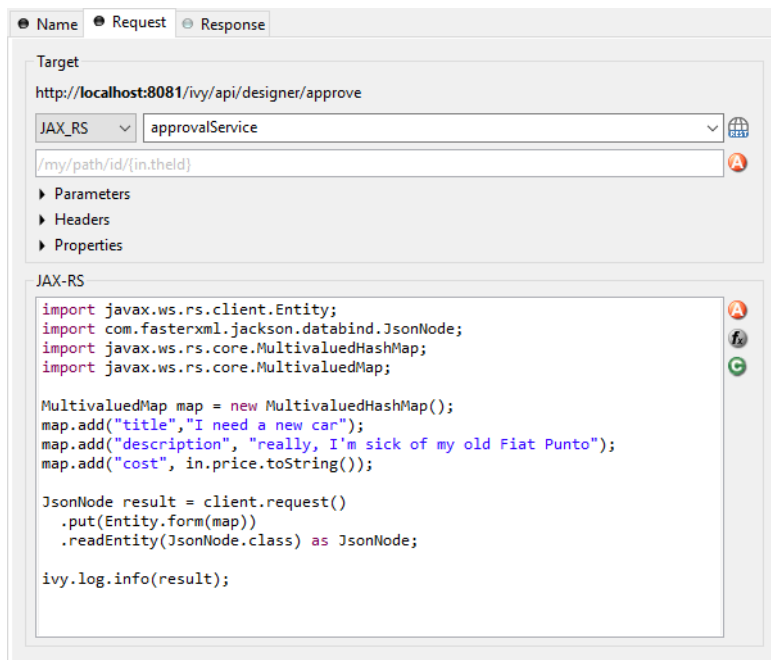 Name Request Response
Target
http://localhost:8081/ivy/api/designer/approve
JAX_RS approvalService REST
/my/path/id/{in.theId} A
Parameters
Headers
Properties
JAX-RS
import javax.ws.rs.client.Entity; A
import com.fasterxml.jackson.databind.JsonNode;
import javax.ws.rs.core.MultivaluedHashMap; fx
import javax.ws.rs.core.MultivaluedMap; C
MultivaluedMap map = new MultivaluedHashMap();
map.add("title","I need a new car");
map.add("description", "really, I'm sick of my old Fiat Punto");
map.add("cost", in.price.toString());
JsonNode result = client.request()
.put(Entity.form(map))
.readEntity(JsonNode.class) as JsonNode;
ivy.log.info(result);